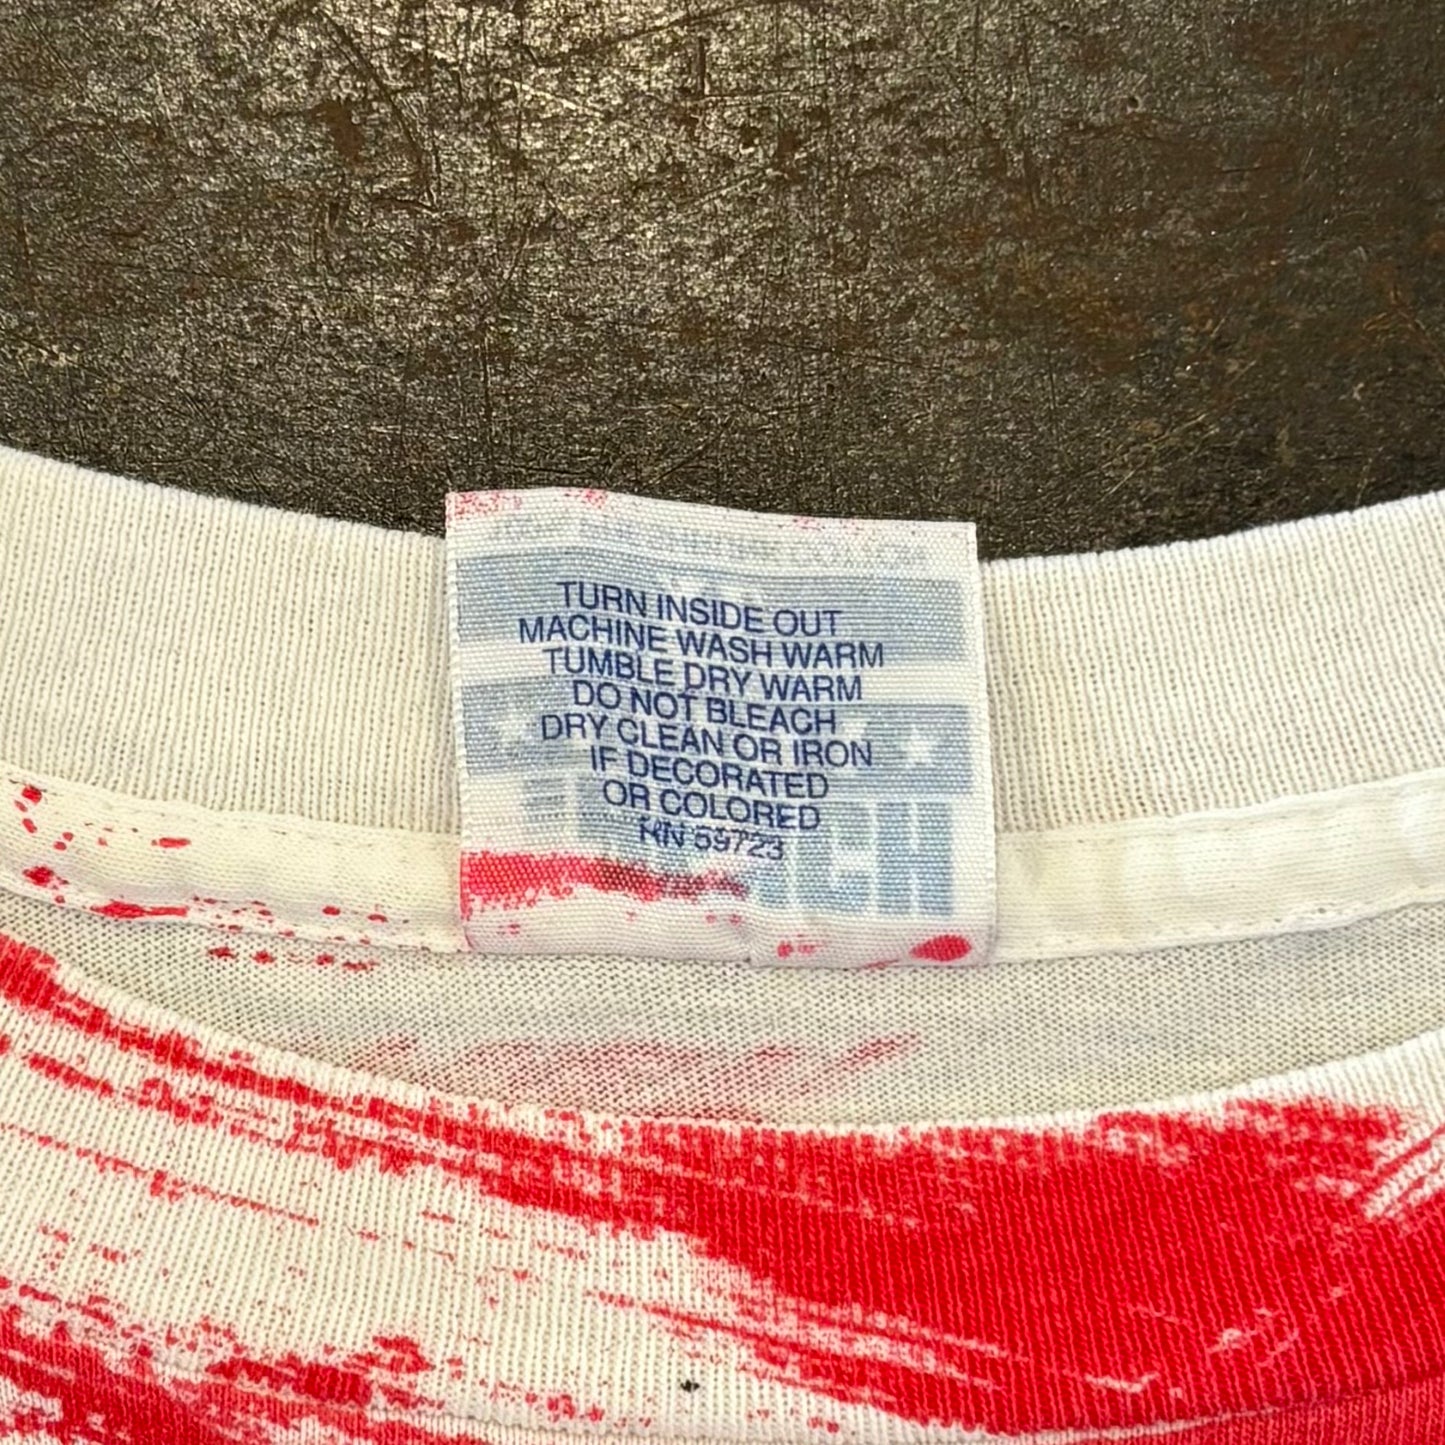 TURN INSIDE OUT
MACHINE WASH WARM
TUMBLE DRY WARM
DO NOT BLEACH
DRY CLEAN OR IRON
IF DECORATED
OR COLORED
RN 59723